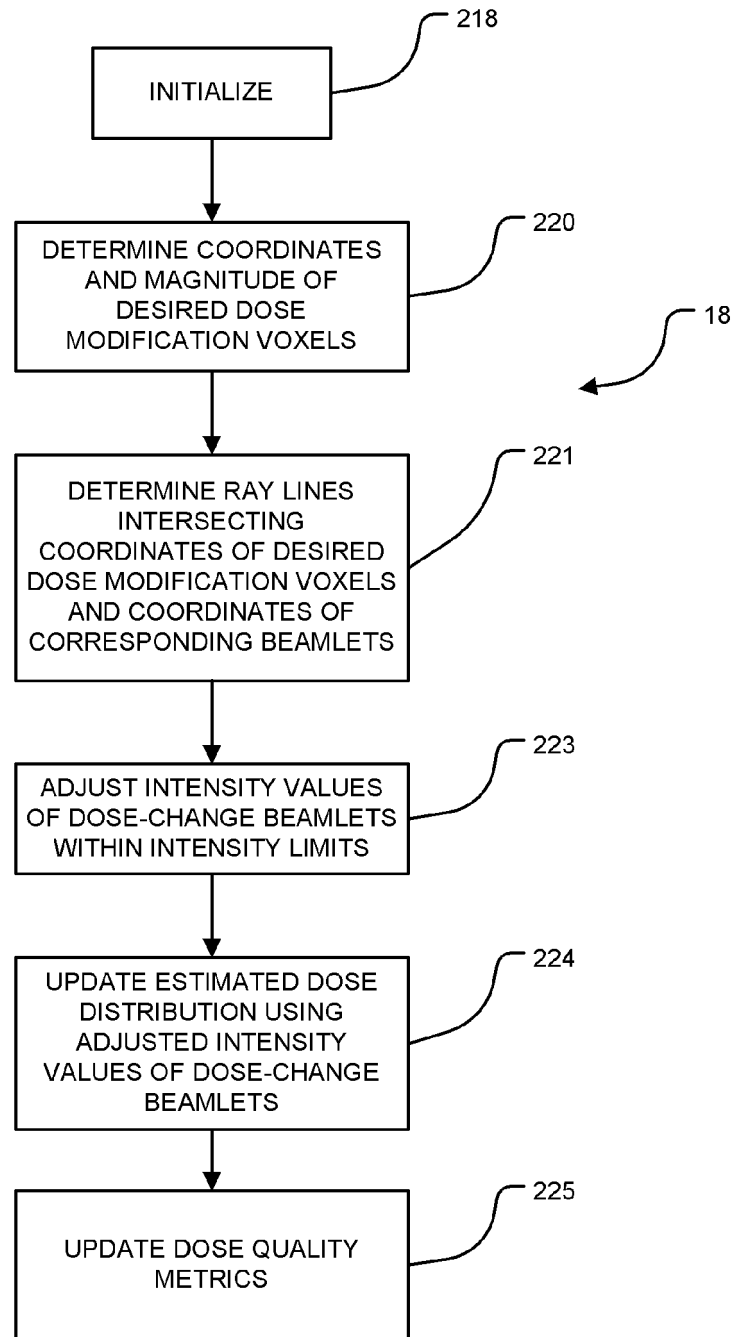 218
INITIALIZE
220
DETERMINE COORDINATES
AND MAGNITUDE OF
DESIRED DOSE
MODIFICATION VOXELS
18
221
DETERMINE RAY LINES
INTERSECTING
COORDINATES OF DESIRED
DOSE MODIFICATION VOXELS
AND COORDINATES OF
CORRESPONDING BEAMLETS
223
ADJUST INTENSITY VALUES
OF DOSE-CHANGE BEAMLETS
WITHIN INTENSITY LIMITS
224
UPDATE ESTIMATED DOSE
DISTRIBUTION USING
ADJUSTED INTENSITY
VALUES OF DOSE-CHANGE
BEAMLETS
225
UPDATE DOSE QUALITY
METRICS